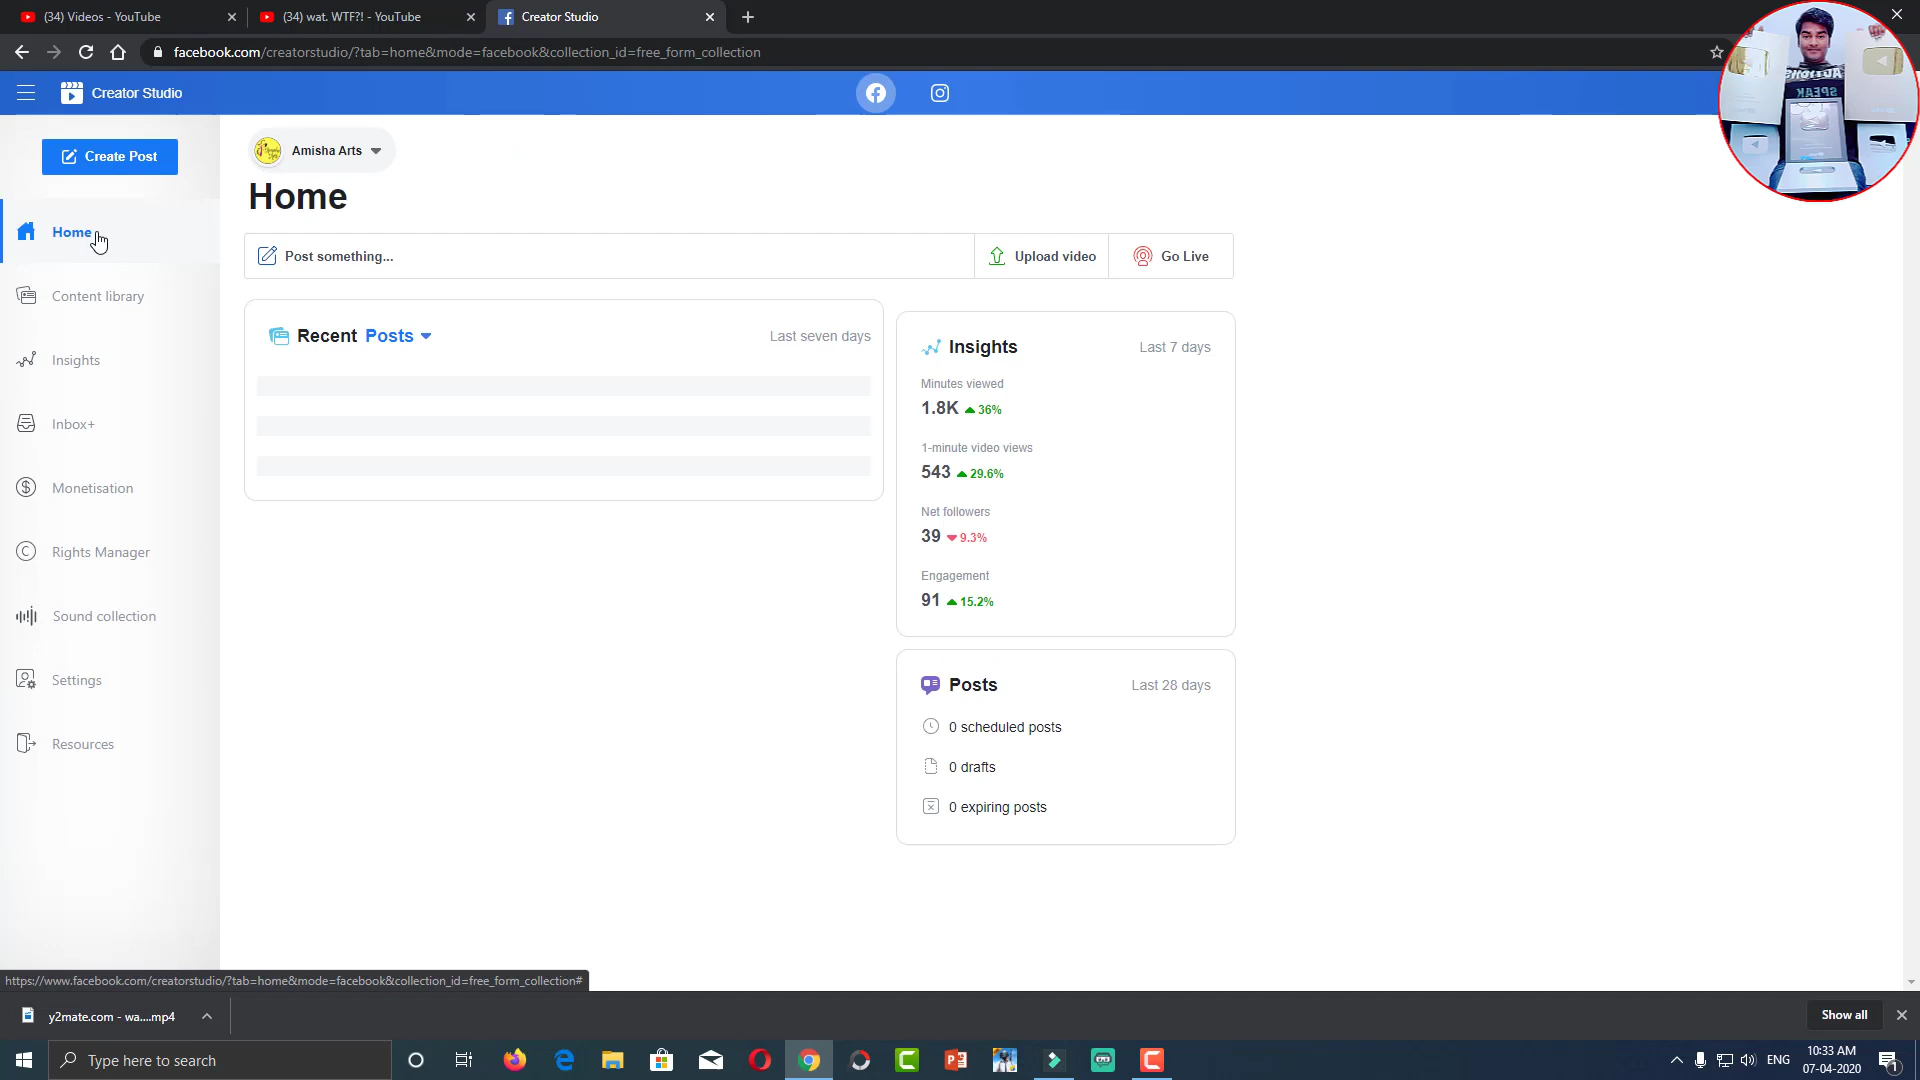 (34) Videos - YouTube
(34) wat. WTF?! - YouTube
Creator Studio
facebook.com/creatorstudio/?tab=home&mode=facebook&collection_id=free_form_collection
Creator Studio
Create Post
Amisha Arts
Home
Home
Content library
Insights
Inbox+
Monetisation
Rights Manager
Sound collection
Settings
Resources
Post something...
Upload video
Go Live
Recent Posts
Last seven days
Insights
Last 7 days
Minutes viewed
1.8K 36%
1-minute video views
543 29.6%
Net followers
39 9.3%
Engagement
91 15.2%
Posts
Last 28 days
0 scheduled posts
0 drafts
0 expiring posts
SPEAK
https://www.facebook.com/creatorstudio/?tab=home&mode=facebook&collection_id=free_form_collection#
y2mate.com - wa....mp4
Show all
Type here to search
ENG
10:33 AM
07-04-2020
1